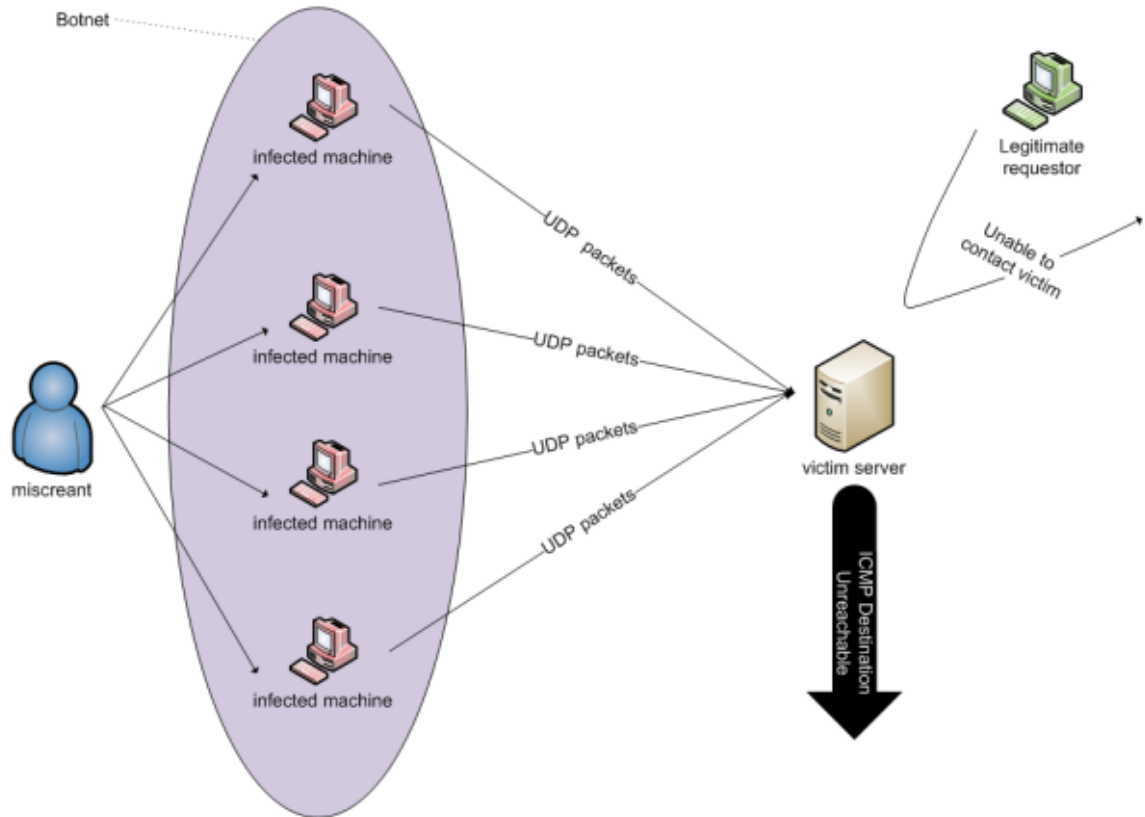 Botnet
infected machine
infected machine
infected machine
infected machine
miscreant
UDP packets
UDP packets
UDP packets
UDP packets
Legitimate
requestor
Unable to
contact victim
victim server
ICMP Destination
Unreachable